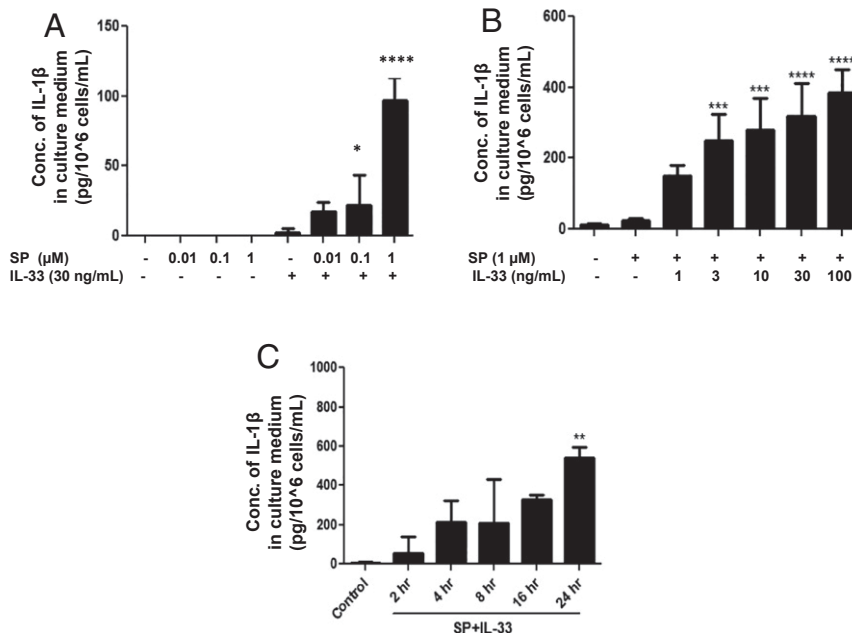 A
Conc. of IL-1β
in culture medium
(pg/10^6 cells/mL)
150
100
50
0
****
*
SP (µM) - 0.01 0.1 1 - 0.01 0.1 1
IL-33 (30 ng/mL) - - - - + + + +
B
Conc. of IL-1β
in culture medium
(pg/10^6 cells/mL)
600
400
200
0
*** *** **** ****
SP (1 µM) - + + + + + +
IL-33 (ng/mL) - - 1 3 10 30 100
C
Conc. of IL-1β
in culture medium
(pg/10^6 cells/mL)
1000
800
600
400
200
0
**
Control 2 hr 4 hr 8 hr 16 hr 24 hr
SP+IL-33